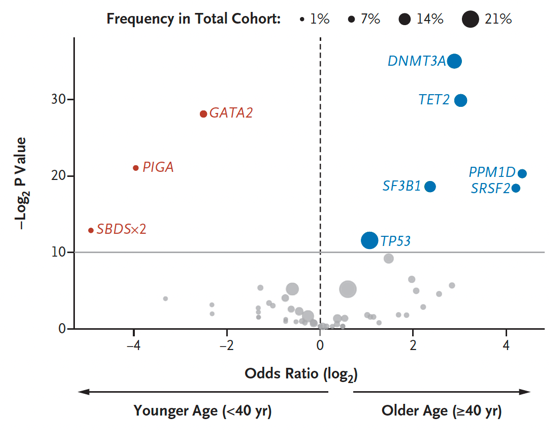 Frequency in Total Cohort: 1% 7% 14% 21%
30
20
10
0
−Log2 P Value
DNMT3A
TET2
GATA2
PIGA
PPM1D
SF3B1
SRSF2
SBDS×2
TP53
−4 −2 0 2 4
Odds Ratio (log2)
Younger Age (<40 yr) Older Age (≥40 yr)